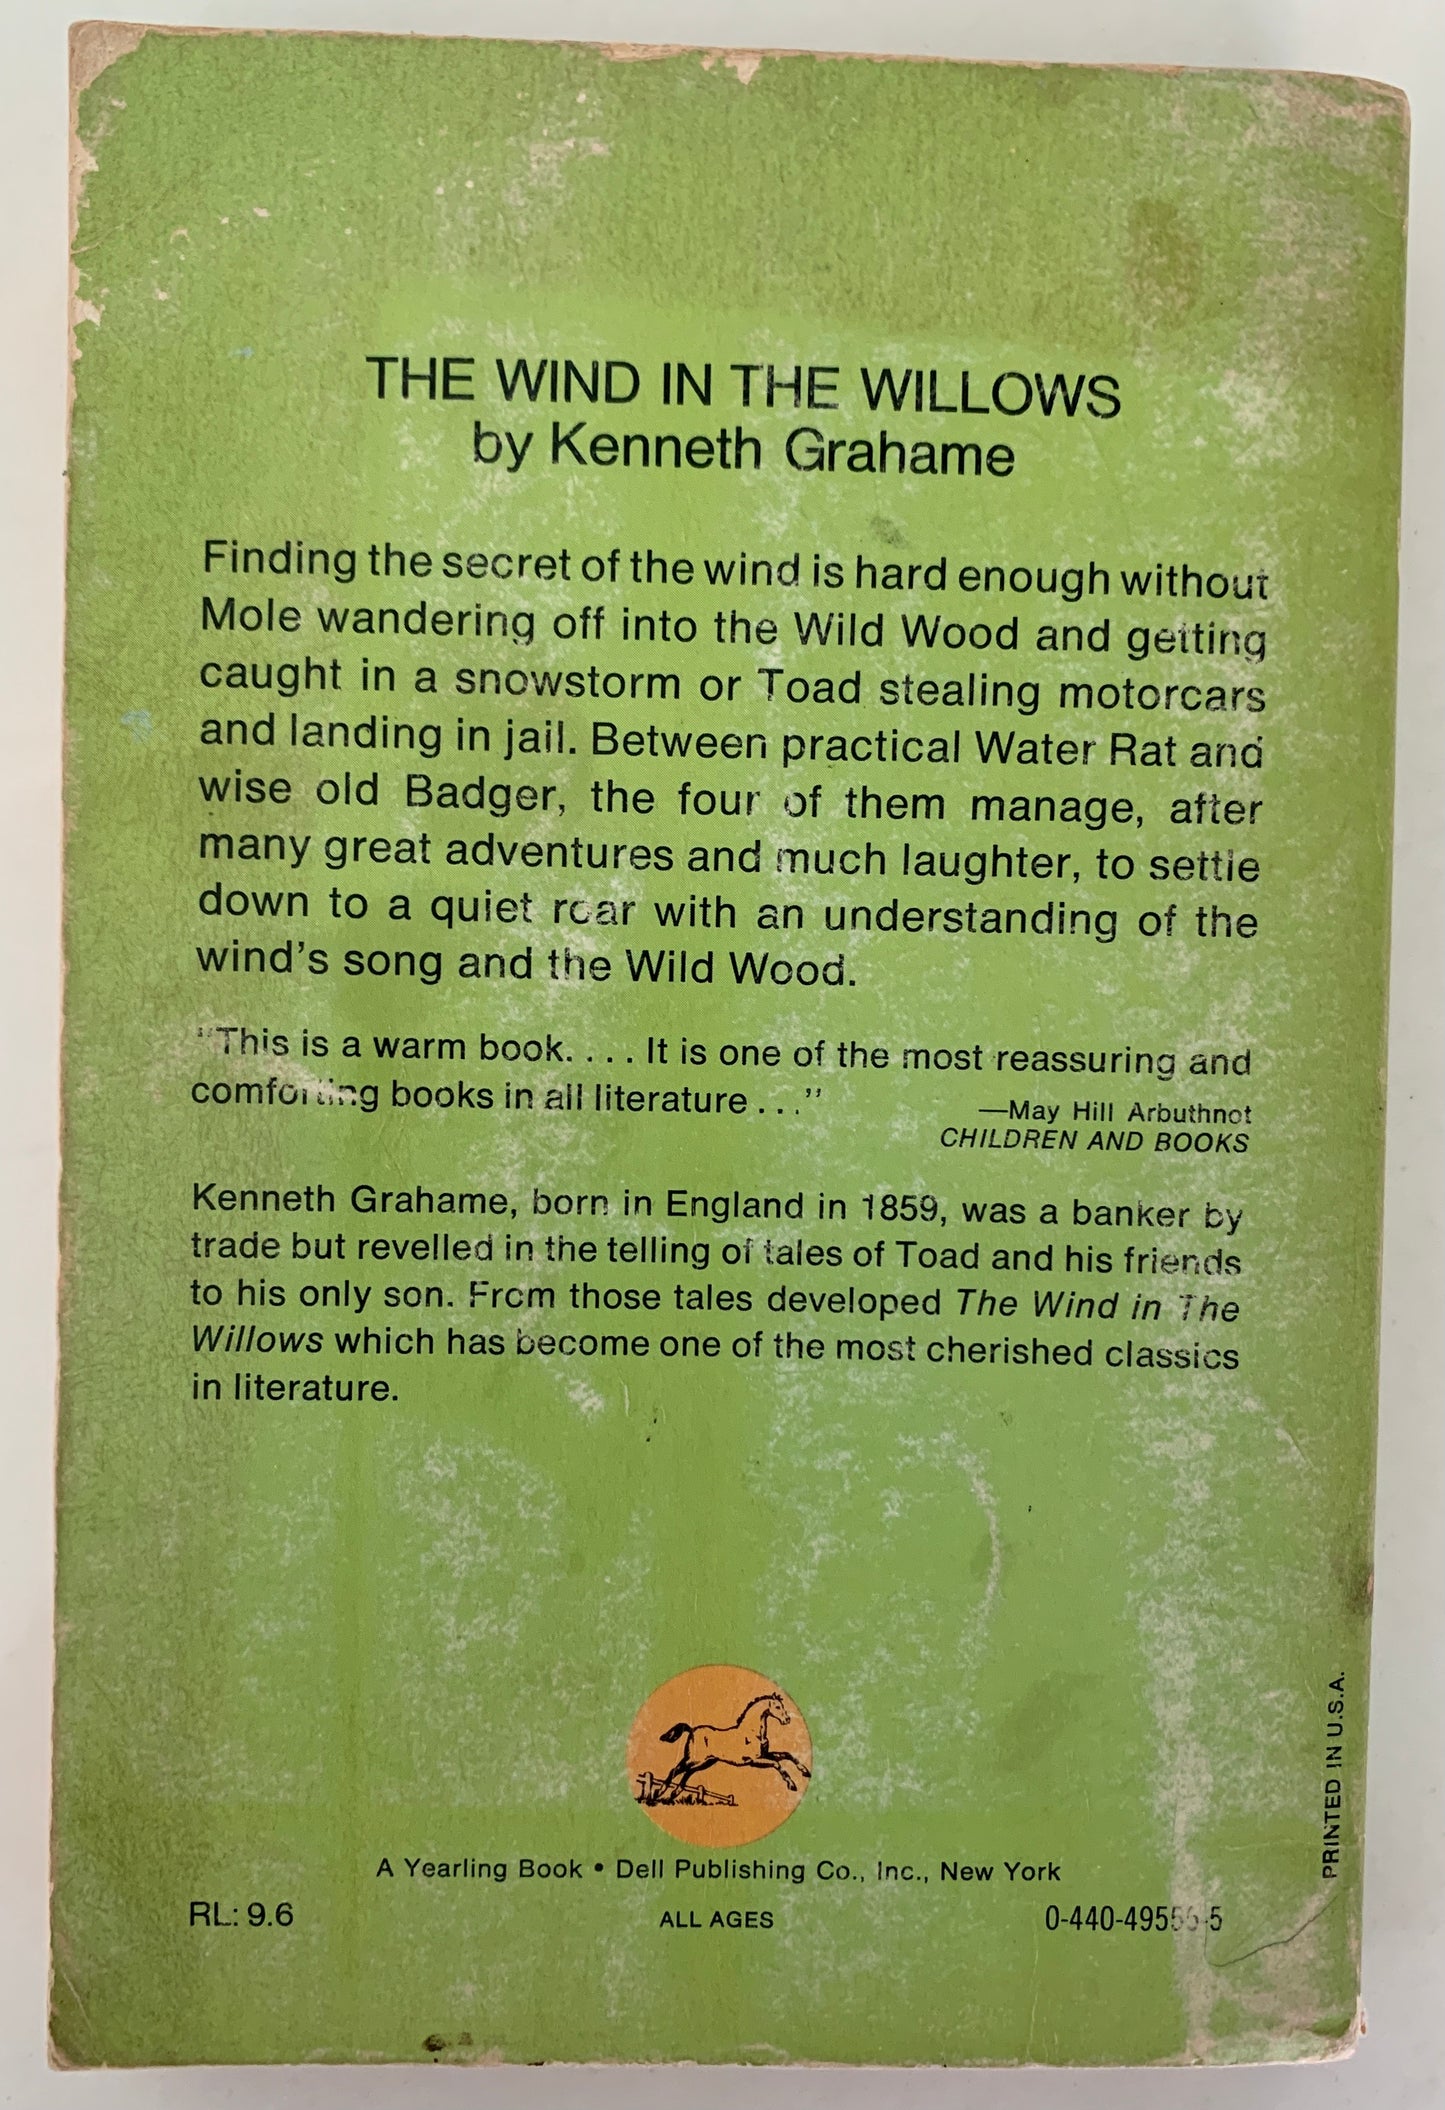 THE WIND IN THE WILLOWS
by Kenneth Grahame
Finding the secret of the wind is hard enough without
Mole wandering off into the Wild Wood and getting
caught in a snowstorm or Toad stealing motorcars
and landing in jail. Between practical Water Rat and
wise old Badger, the four of them manage, after
many great adventures and much laughter, to settle
down to a quiet roar with an understanding of the
wind's song and the Wild Wood.
"This is a warm book. . . . It is one of the most reassuring and
comforting books in all literature . . ."
—May Hill Arbuthnot
CHILDREN AND BOOKS
Kenneth Grahame, born in England in 1859, was a banker by
trade but revelled in the telling of tales of Toad and his friends
to his only son. From those tales developed The Wind in The
Willows which has become one of the most cherished classics
in literature.
A Yearling Book • Dell Publishing Co., Inc., New York
RL: 9.6
ALL AGES
0-440-49555-5
PRINTED IN U.S.A.